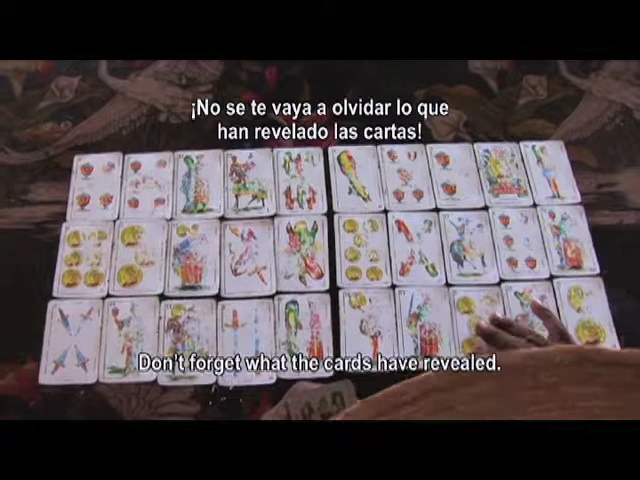 ¡No se te vaya a olvidar lo que
han revelado las cartas!
Don't forget what the cards have revealed.